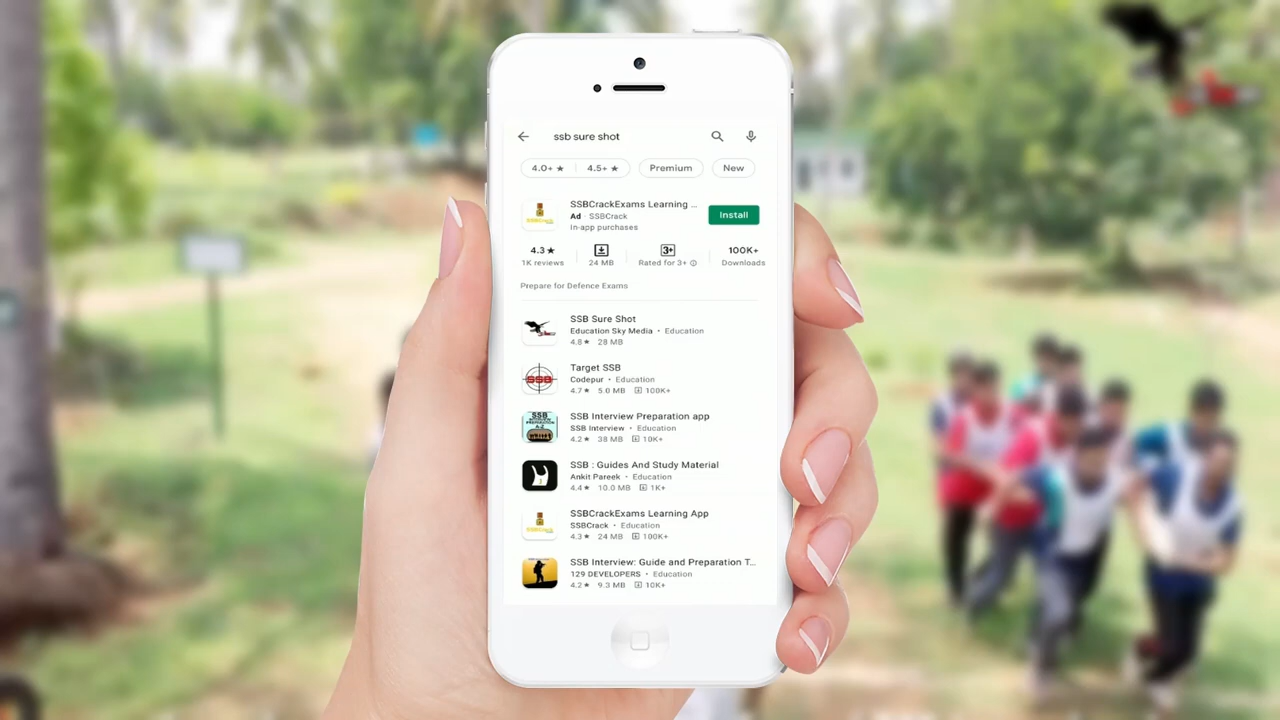 ssb sure shot
4.0+ ★ 4.5+ ★ Premium New
SSBCrackExams Learning ...
Ad · SSBCrack
In-app purchases
Install
4.3 ★ 3+ 100K+
1K reviews 24 MB Rated for 3+ Downloads
Prepare for Defence Exams
SSB Sure Shot
Education Sky Media • Education
4.8 ★ 28 MB
SSB
Target SSB
Codepur • Education
4.7 ★ 5.0 MB 100K+
SSB
A-Z
SSB Interview Preparation app
SSB Interview • Education
4.2 ★ 38 MB 10K+
SSB : Guides And Study Material
Ankit Pareek • Education
4.4 ★ 10.0 MB 1K+
SSBCrackExams Learning App
SSBCrack • Education
4.3 ★ 24 MB 100K+
SSB Interview: Guide and Preparation T...
129 DEVELOPERS • Education
4.2 ★ 9.3 MB 10K+